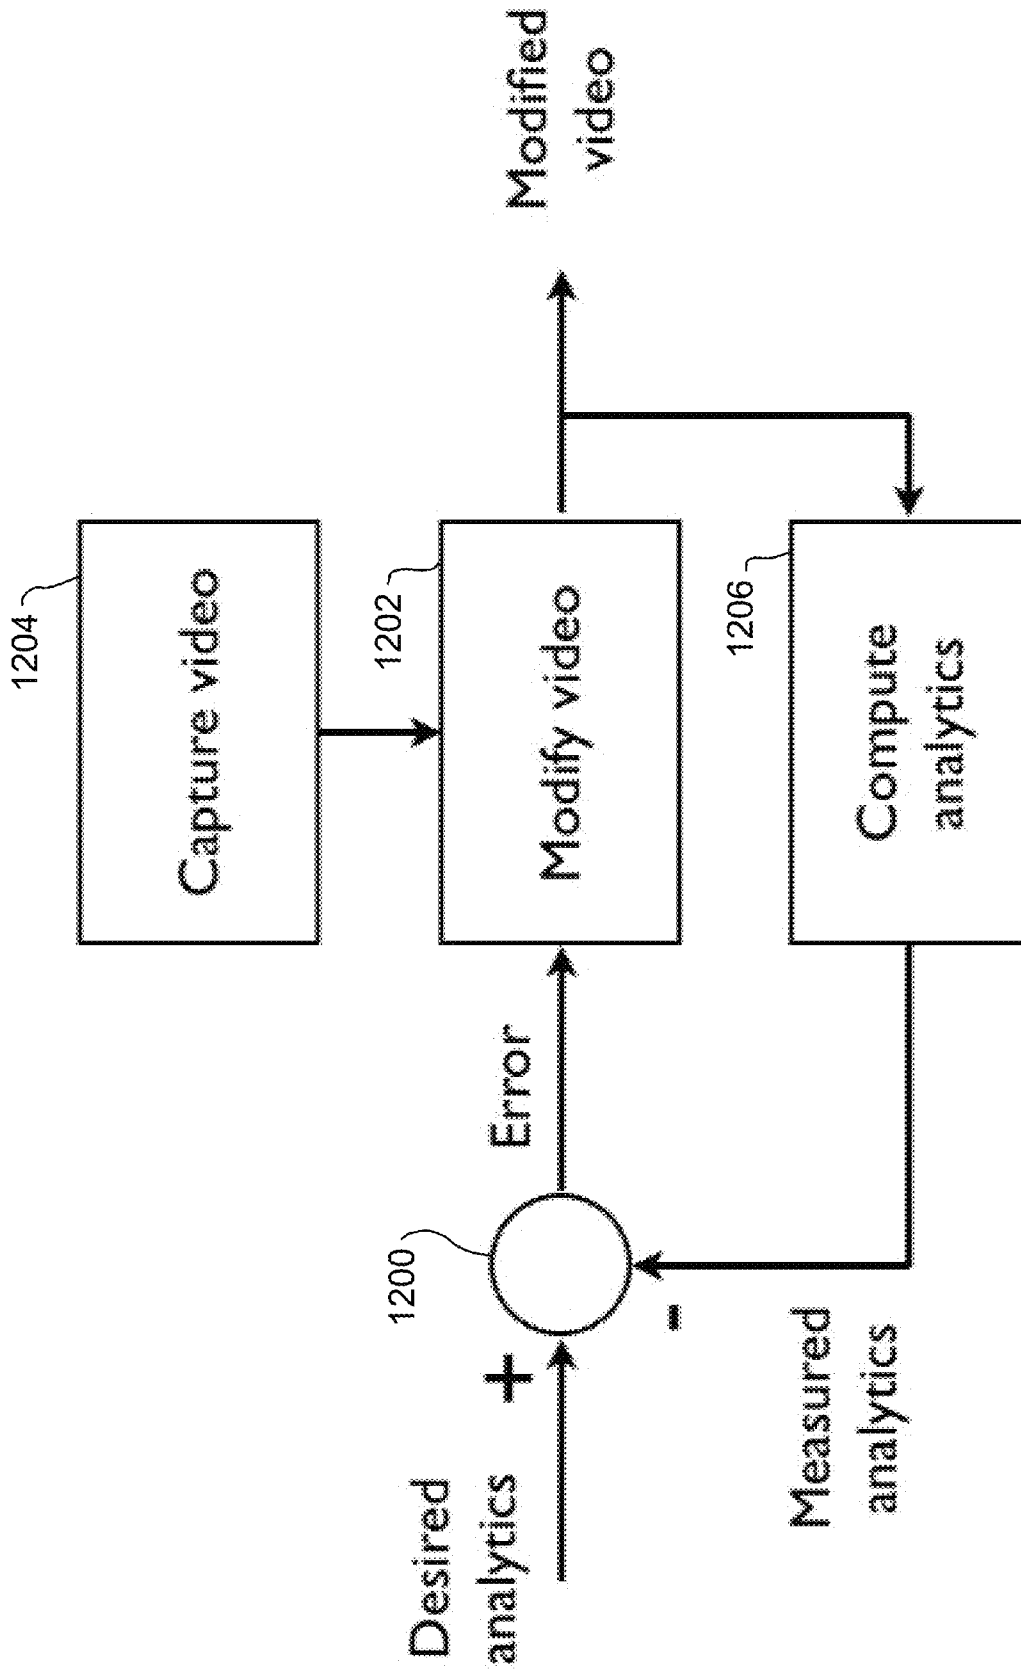 1204
Capture video
Desired
analytics
+
1200
Error
1202
Modify video
Modified
video
-
Measured
analytics
1206
Compute
analytics